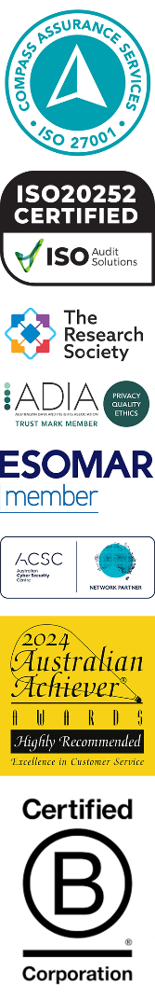 COMPASS ASSURANCE SERVICES
• ISO 27001 •
ISO20252
CERTIFIED
ISO Audit
Solutions
The
Research
Society
ADIA
AUSTRALIAN DATA AND INSIGHTS ASSOCIATION
TRUST MARK MEMBER
PRIVACY
QUALITY
ETHICS
ESOMAR
member
ACSC
Australian
Cyber Security
Centre
NETWORK PARTNER
2024
Australian
Achiever®
AWARDS
Highly Recommended
Excellence in Customer Service
Certified
B
®
Corporation